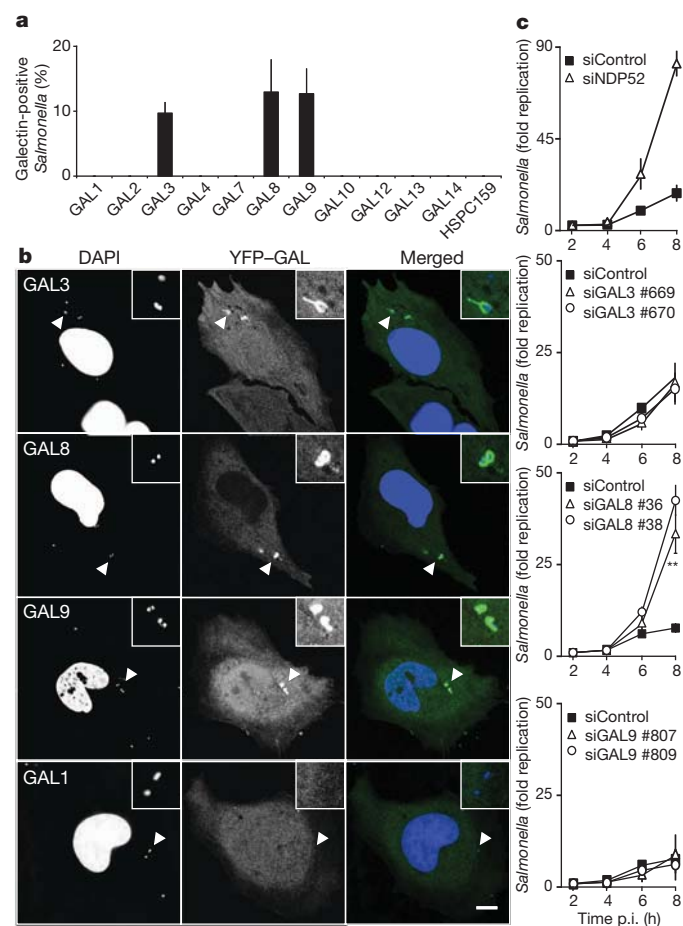 a
Galectin-positive
Salmonella (%)
20
10
0
GAL1
GAL2
GAL3
GAL4
GAL7
GAL8
GAL9
GAL10
GAL12
GAL13
GAL14
HSPC159
b
DAPI
YFP–GAL
Merged
GAL3
GAL8
GAL9
GAL1
c
Salmonella (fold replication)
90
45
0
siControl
siNDP52
2 4 6 8
Salmonella (fold replication)
50
25
0
siControl
siGAL3 #669
siGAL3 #670
2 4 6 8
Salmonella (fold replication)
50
25
0
siControl
siGAL8 #36
siGAL8 #38
**
2 4 6 8
Salmonella (fold replication)
50
25
0
siControl
siGAL9 #807
siGAL9 #809
2 4 6 8
Time p.i. (h)